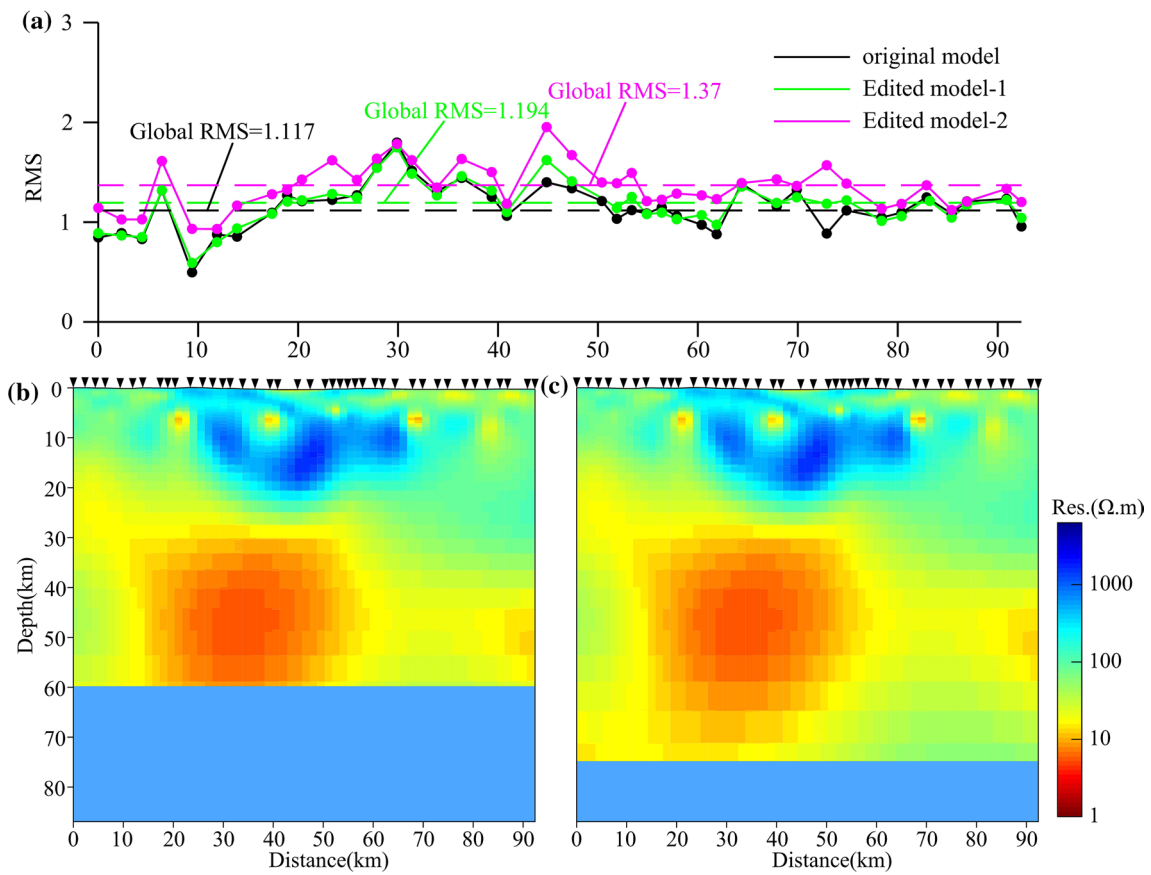 (a)
3
2
1
0
RMS
Global RMS=1.117
Global RMS=1.194
Global RMS=1.37
original model
Edited model-1
Edited model-2
0 10 20 30 40 50 60 70 80 90
(b)
0
10
20
30
40
50
60
70
80
Depth(km)
0 10 20 30 40 50 60 70 80 90
Distance(km)
(c)
0 10 20 30 40 50 60 70 80 90
Distance(km)
Res.(Ω.m)
1000
100
10
1